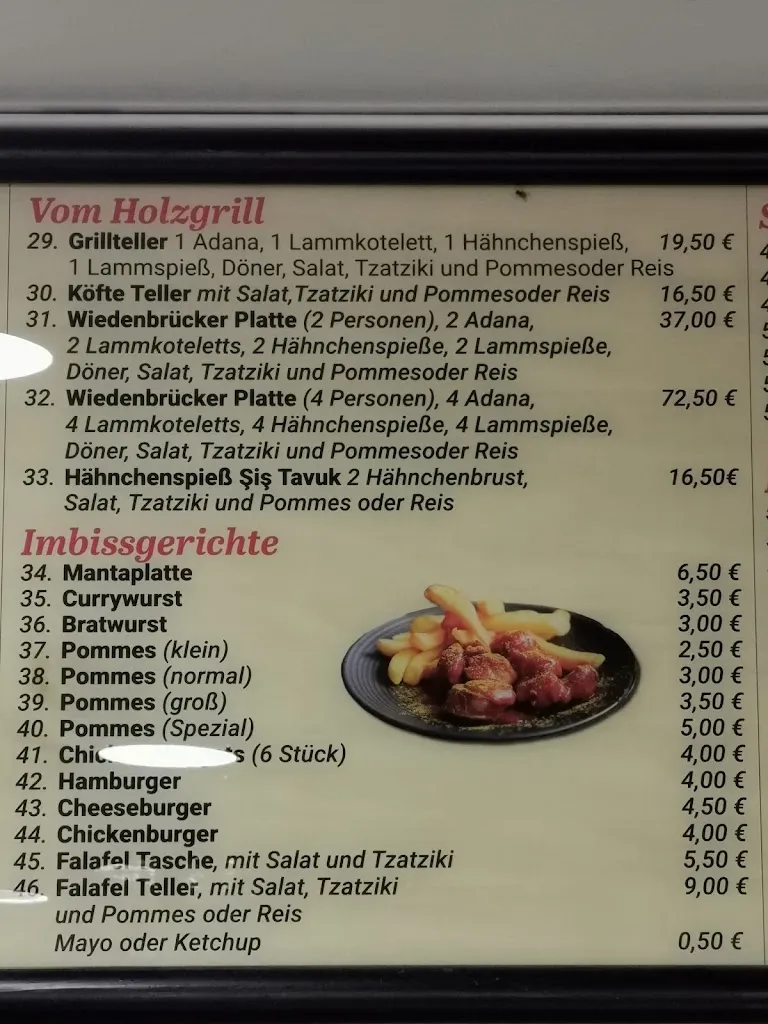 Vom Holzgrill
29. Grillteller 1 Adana, 1 Lammkotelett, 1 Hähnchenspieß, 19,50 €
1 Lammspieß, Döner, Salat, Tzatziki und Pommesoder Reis
30. Köfte Teller mit Salat,Tzatziki und Pommesoder Reis 16,50 €
31. Wiedenbrücker Platte (2 Personen), 2 Adana, 37,00 €
2 Lammkoteletts, 2 Hähnchenspieße, 2 Lammspieße,
Döner, Salat, Tzatziki und Pommesoder Reis
32. Wiedenbrücker Platte (4 Personen), 4 Adana, 72,50 €
4 Lammkoteletts, 4 Hähnchenspieße, 4 Lammspieße,
Döner, Salat, Tzatziki und Pommesoder Reis
33. Hähnchenspieß Şiş Tavuk 2 Hähnchenbrust, 16,50€
Salat, Tzatziki und Pommes oder Reis
Imbissgerichte
34. Mantaplatte 6,50 €
35. Currywurst 3,50 €
36. Bratwurst 3,00 €
37. Pommes (klein) 2,50 €
38. Pommes (normal) 3,00 €
39. Pommes (groß) 3,50 €
40. Pommes (Spezial) 5,00 €
41. (6 Stück) 4,00 €
42. Hamburger 4,00 €
43. Cheeseburger 4,50 €
44. Chickenburger 4,00 €
45. Falafel Tasche, mit Salat und Tzatziki 5,50 €
46. Falafel Teller, mit Salat, Tzatziki 9,00 €
und Pommes oder Reis
Mayo oder Ketchup 0,50 €